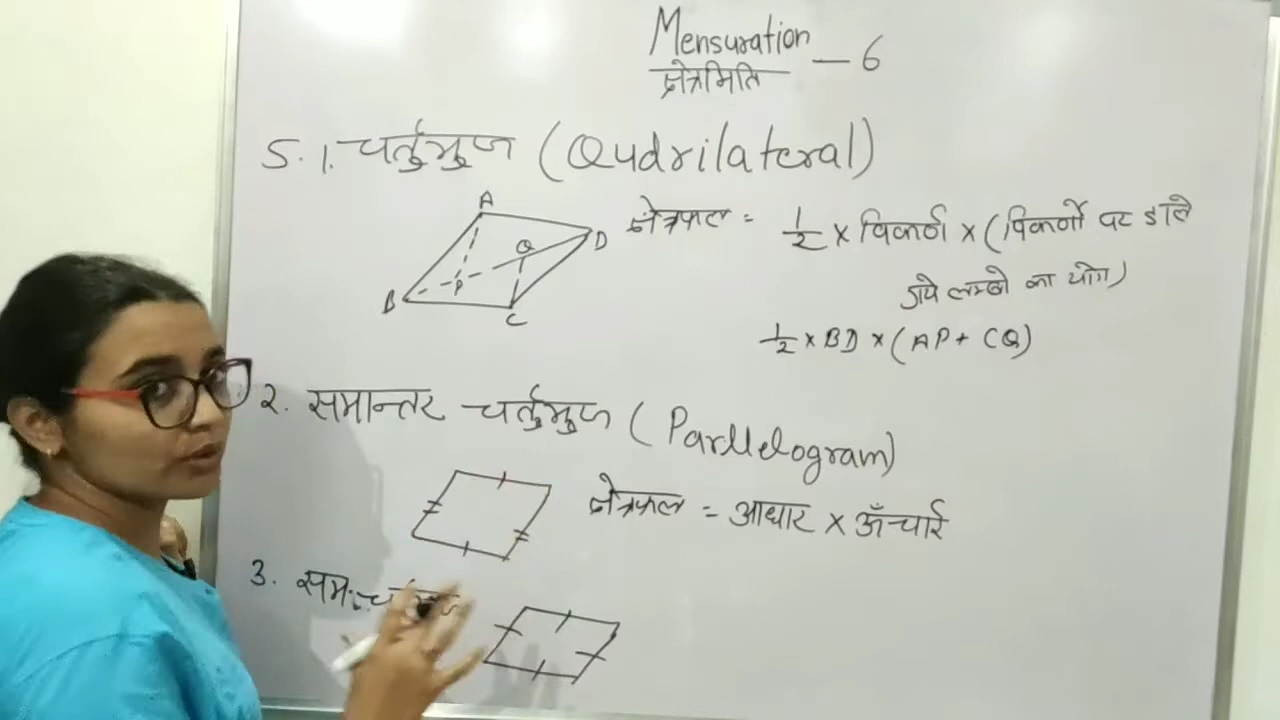 Mensuration
क्षेत्रमिति – 6
5. 1. चर्तुभुज (Qudrilateral)
A
B
C
D
P
Q
क्षेत्रफल = 1/2 × विकर्ण × (विकर्णो पर डाले
गये लम्बो का योग)
1/2 × BD × (AP + CQ)
2. समान्तर चर्तुभुज (Parllelogram)
क्षेत्रफल = आधार × ऊँचाई
3. सम